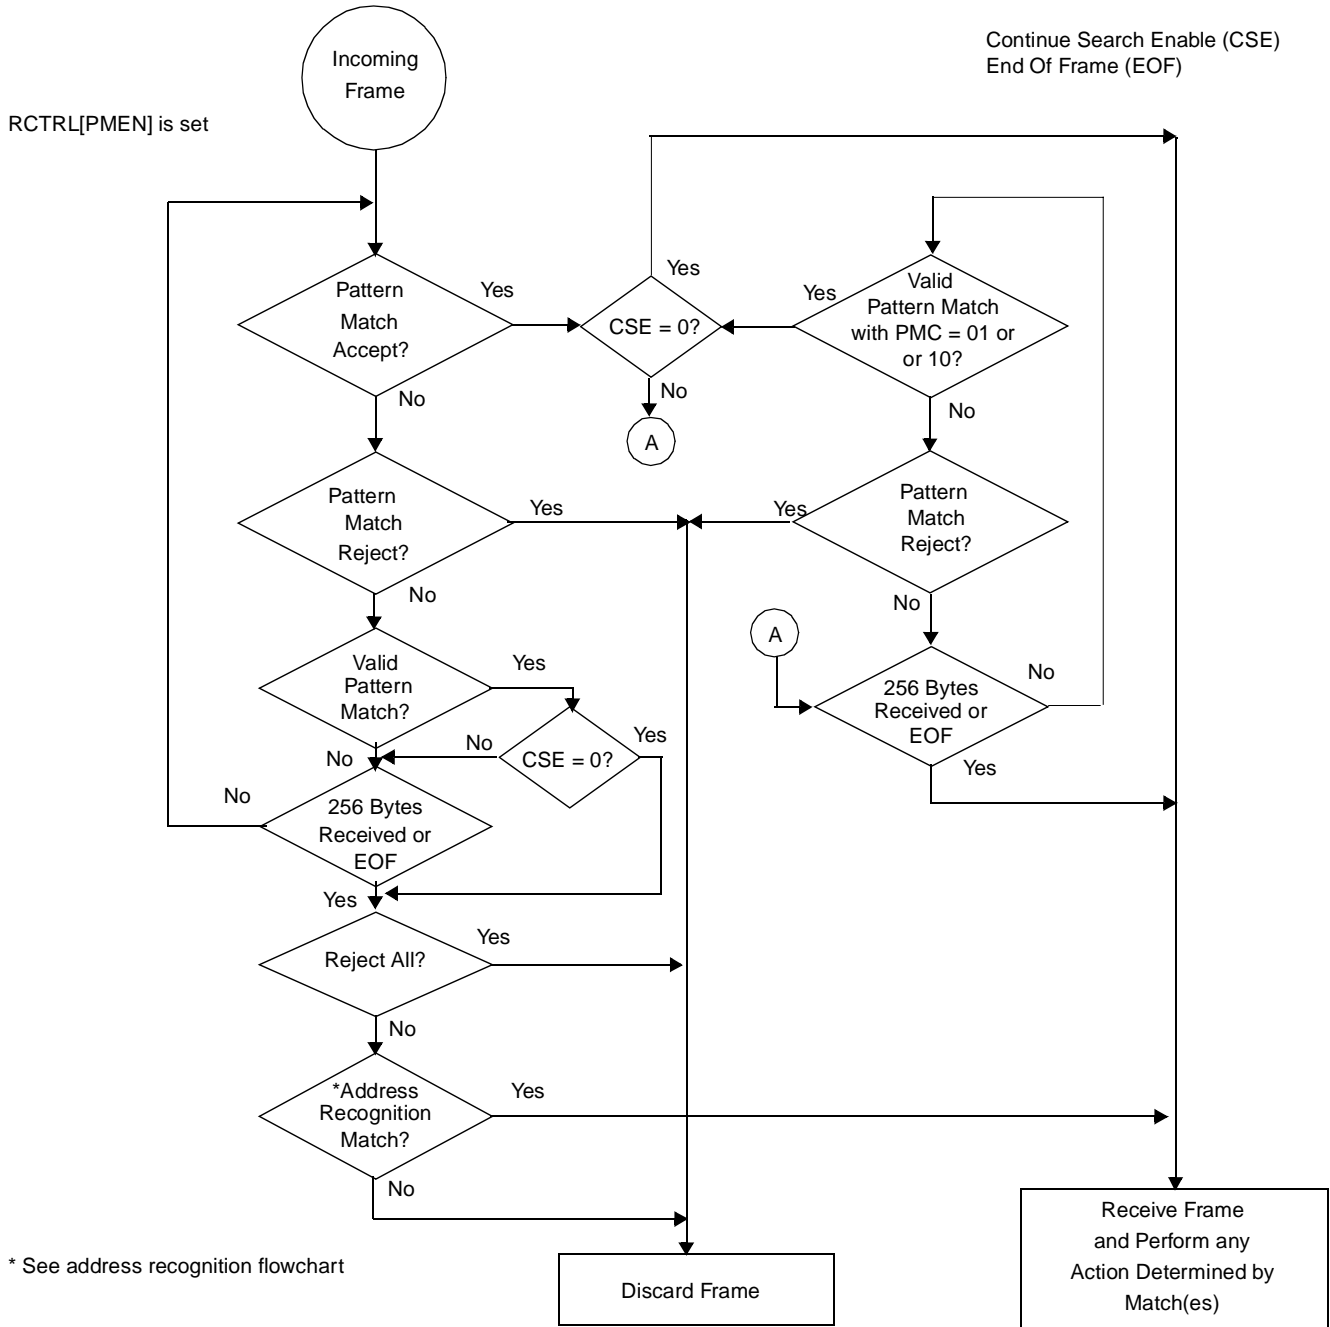 Incoming
Frame
Continue Search Enable (CSE)
End Of Frame (EOF)
RCTRL[PMEN] is set
Pattern
Match
Accept?
Yes
No
CSE = 0?
Yes
No
A
Valid
Pattern Match
with PMC = 01 or
or 10?
Yes
No
Pattern
Match
Reject?
Yes
No
Pattern
Match
Reject?
Yes
No
Valid
Pattern
Match?
Yes
No
CSE = 0?
No
Yes
A
256 Bytes
Received or
EOF
No
Yes
256 Bytes
Received or
EOF
No
Yes
Reject All?
Yes
No
*Address
Recognition
Match?
Yes
No
* See address recognition flowchart
Discard Frame
Receive Frame
and Perform any
Action Determined by
Match(es)